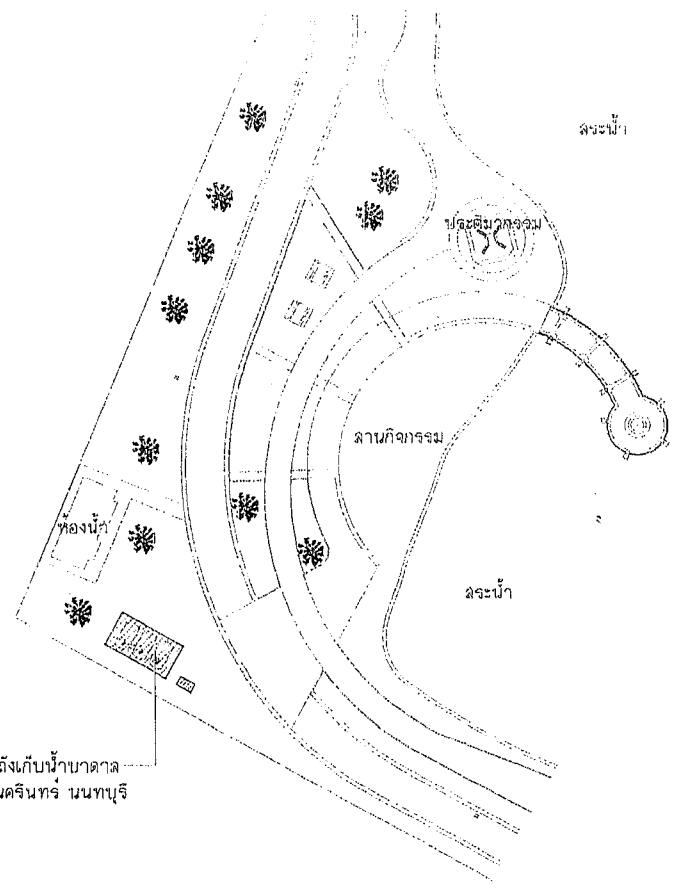 สระน้ำ
ประติมากรรม
ลานกิจกรรม
ห้องน้ำ
สระน้ำ
ถังเก็บน้ำบาดาล
นครินทร์ นนทบุรี